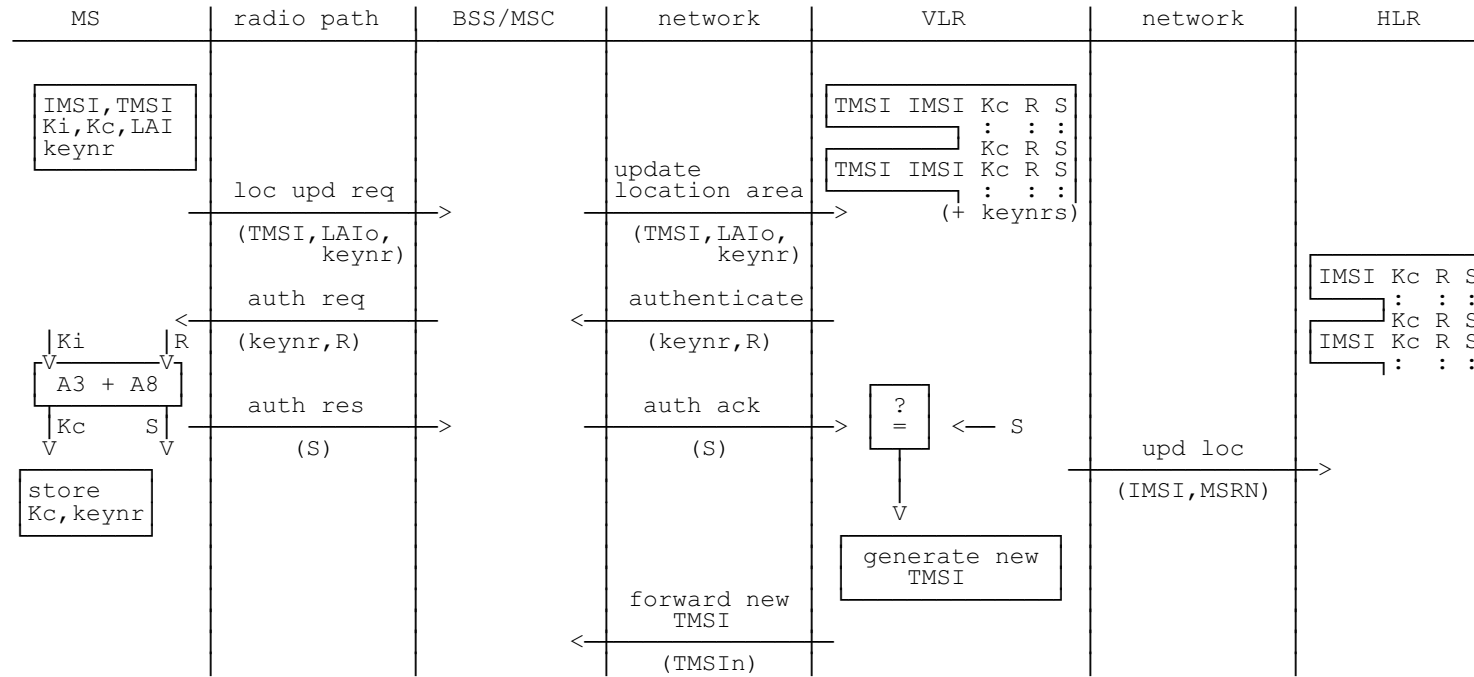 MS radio path BSS/MSC network VLR network HLR
IMSI,TMSI
Ki,Kc,LAI
keynr
TMSI IMSI Kc R S
: : :
Kc R S
TMSI IMSI Kc R S
: : :
(+ keynrs)
loc upd req
(TMSI,LAIo,
keynr)
update
location area
(TMSI,LAIo,
keynr)
IMSI Kc R S
: : :
Kc R S
IMSI Kc R S
: : :
auth req
(keynr,R)
authenticate
(keynr,R)
Ki R
A3 + A8
Kc S
auth res
(S)
auth ack
(S)
?
=
S
upd loc
(IMSI,MSRN)
store
Kc,keynr
generate new
TMSI
forward new
TMSI
(TMSIn)